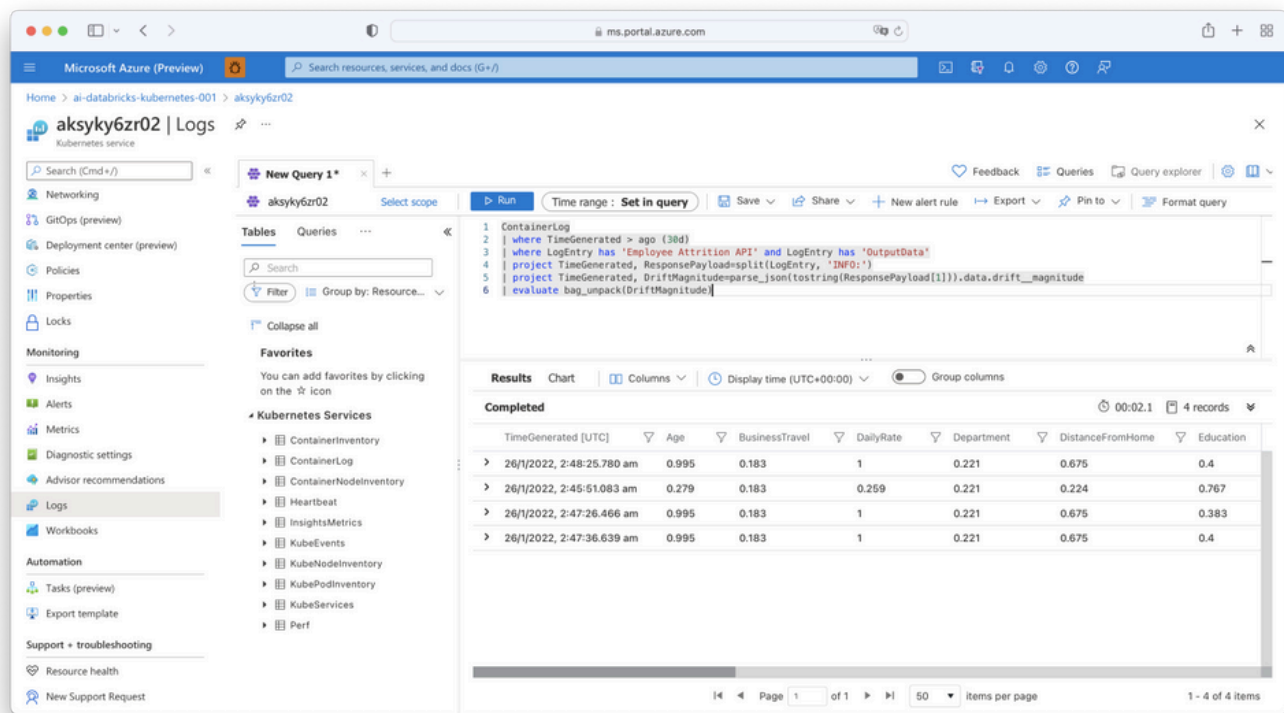 ms.portal.azure.com
Microsoft Azure (Preview)
Search resources, services, and docs (G+/)
Home > ai-databricks-kubernetes-001 > aksyky6zr02
aksyky6zr02 | Logs
Kubernetes service
Search (Cmd+/)
Networking
GitOps (preview)
Deployment center (preview)
Policies
Properties
Locks
Monitoring
Insights
Alerts
Metrics
Diagnostic settings
Advisor recommendations
Logs
Workbooks
Automation
Tasks (preview)
Export template
Support + troubleshooting
Resource health
New Support Request
New Query 1*
Feedback Queries Query explorer
aksyky6zr02 Select scope
Run Time range : Set in query Save Share New alert rule Export Pin to Format query
Tables Queries ...
Search
Filter Group by: Resource...
Collapse all
Favorites
You can add favorites by clicking
on the ☆ icon
Kubernetes Services
ContainerInventory
ContainerLog
ContainerNodeInventory
Heartbeat
InsightsMetrics
KubeEvents
KubeNodeInventory
KubePodInventory
KubeServices
Perf
1 ContainerLog
2 | where TimeGenerated > ago (30d)
3 | where LogEntry has 'Employee Attrition API' and LogEntry has 'OutputData'
4 | project TimeGenerated, ResponsePayload=split(LogEntry, 'INFO:')
5 | project TimeGenerated, DriftMagnitude=parse_json(tostring(ResponsePayload[1])).data.drift__magnitude
6 | evaluate bag_unpack(DriftMagnitude)
Results Chart Columns Display time (UTC+00:00) Group columns
Completed 00:02.1 4 records
TimeGenerated [UTC] Age BusinessTravel DailyRate Department DistanceFromHome Education
26/1/2022, 2:48:25.780 am 0.995 0.183 1 0.221 0.675 0.4
26/1/2022, 2:45:51.083 am 0.279 0.183 0.259 0.221 0.224 0.767
26/1/2022, 2:47:26.466 am 0.995 0.183 1 0.221 0.675 0.383
26/1/2022, 2:47:36.639 am 0.995 0.183 1 0.221 0.675 0.4
Page 1 of 1 50 items per page 1 - 4 of 4 items